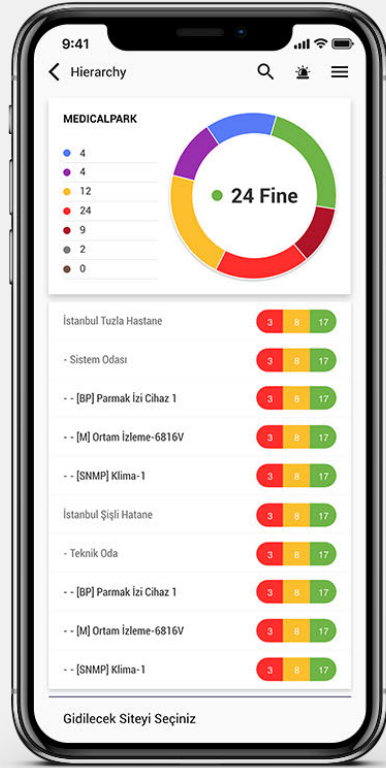 9:41
Hierarchy
MEDICALPARK
4
4
12
24
9
2
0
24 Fine
İstanbul Tuzla Hastane 3 8 17
- Sistem Odası 3 8 17
- - [BP] Parmak İzi Cihaz 1 3 8 17
- - [M] Ortam İzleme-6816V 3 8 17
- - [SNMP] Klima-1 3 8 17
İstanbul Şişli Hatane 3 8 17
- Teknik Oda 3 8 17
- - [BP] Parmak İzi Cihaz 1 3 8 17
- - [M] Ortam İzleme-6816V 3 8 17
- - [SNMP] Klima-1 3 8 17
Gidilecek Siteyi Seçiniz